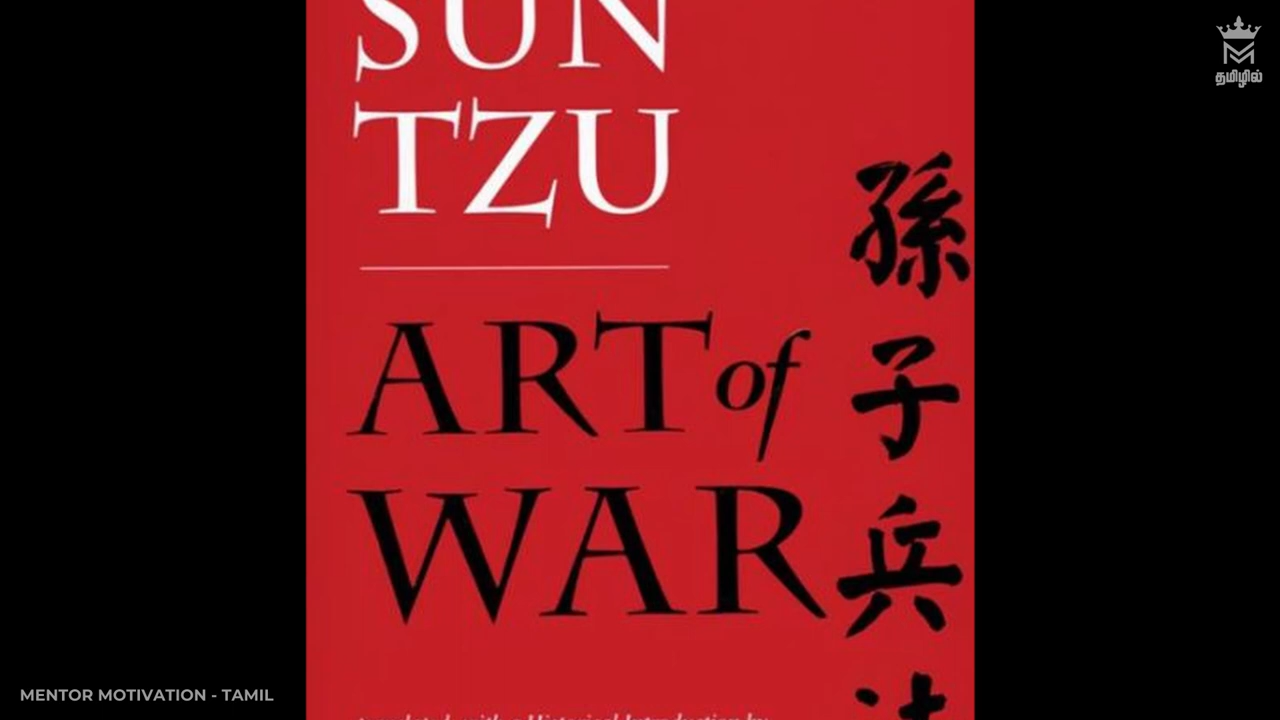 SUN
TZU
ART of
WAR
孫
子
兵
தமிழில்
MENTOR MOTIVATION - TAMIL